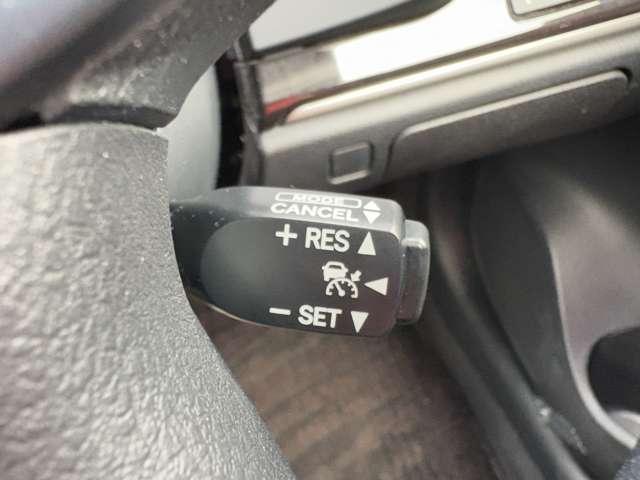 MODE
CANCEL
+ RES
- SET